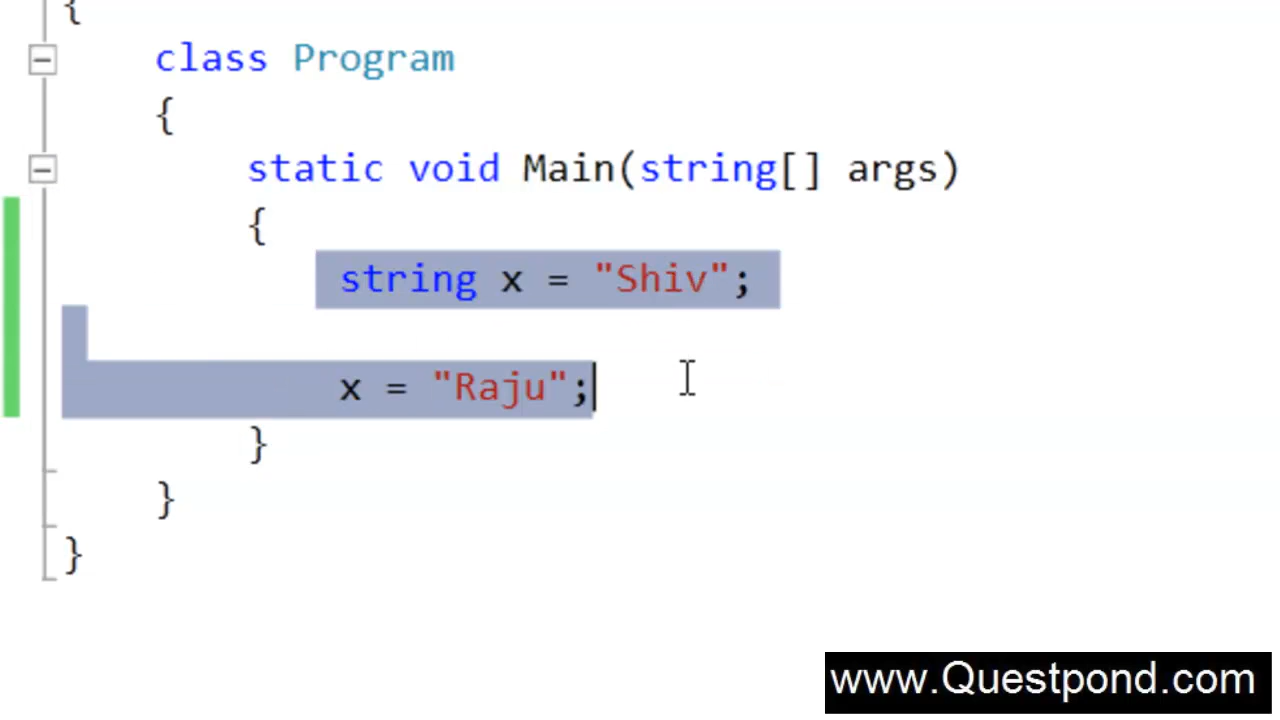 {
class Program
{
static void Main(string[] args)
{
string x = "Shiv";
x = "Raju";
}
}
}
www.Questpond.com